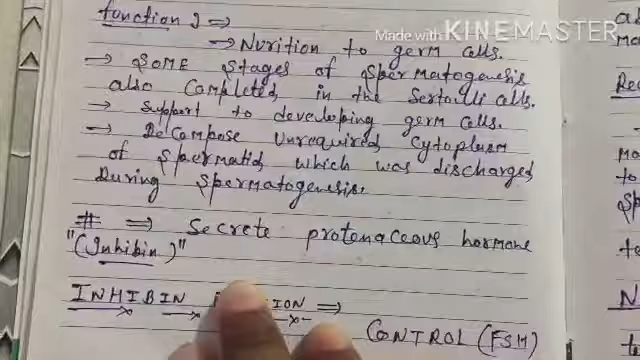 function ⇒
→ Nurition to germ cells.
→ Some stages of spermatogenesis
also completed in the Sertoilli cells.
→ Support to developing germ cells.
→ Decompose unrequired cytoplasm
of spermatid, which was discharged
During spermatogenesis.
# ⇒ Secrete protenaceous hormone
"(Inhibin)"
INHIBIN ION ⇒
CONTROL (FSH)
Made with KINEMASTER